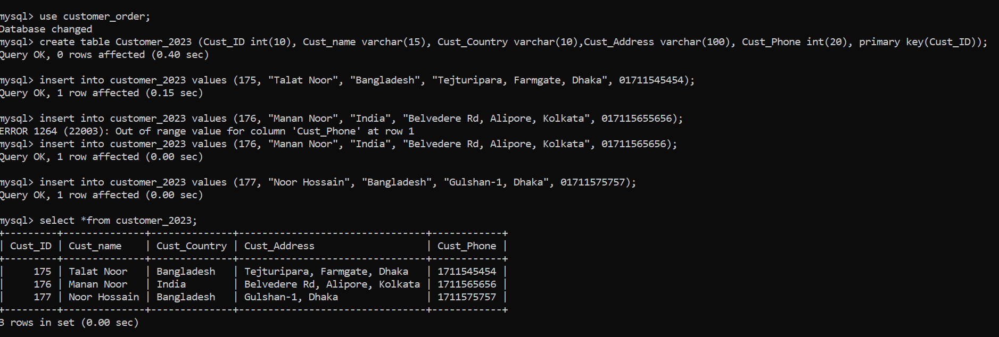 mysql> use customer_order;
Database changed
mysql> create table Customer_2023 (Cust_ID int(10), Cust_name varchar(15), Cust_Country varchar(10),Cust_Address varchar(100), Cust_Phone int(20), primary key(Cust_ID));
Query OK, 0 rows affected (0.40 sec)
mysql> insert into customer_2023 values (175, "Talat Noor", "Bangladesh", "Tejturipara, Farmgate, Dhaka", 01711545454);
Query OK, 1 row affected (0.15 sec)
mysql> insert into customer_2023 values (176, "Manan Noor", "India", "Belvedere Rd, Alipore, Kolkata", 017115655656);
ERROR 1264 (22003): Out of range value for column 'Cust_Phone' at row 1
mysql> insert into customer_2023 values (176, "Manan Noor", "India", "Belvedere Rd, Alipore, Kolkata", 01711565656);
Query OK, 1 row affected (0.00 sec)
mysql> insert into customer_2023 values (177, "Noor Hossain", "Bangladesh", "Gulshan-1, Dhaka", 01711575757);
Query OK, 1 row affected (0.00 sec)
mysql> select *from customer_2023;
+---------+--------------+--------------+--------------------------------+------------+
| Cust_ID | Cust_name    | Cust_Country | Cust_Address                   | Cust_Phone |
+---------+--------------+--------------+--------------------------------+------------+
|     175 | Talat Noor   | Bangladesh   | Tejturipara, Farmgate, Dhaka   | 1711545454 |
|     176 | Manan Noor   | India        | Belvedere Rd, Alipore, Kolkata | 1711565656 |
|     177 | Noor Hossain | Bangladesh   | Gulshan-1, Dhaka               | 1711575757 |
+---------+--------------+--------------+--------------------------------+------------+
3 rows in set (0.00 sec)